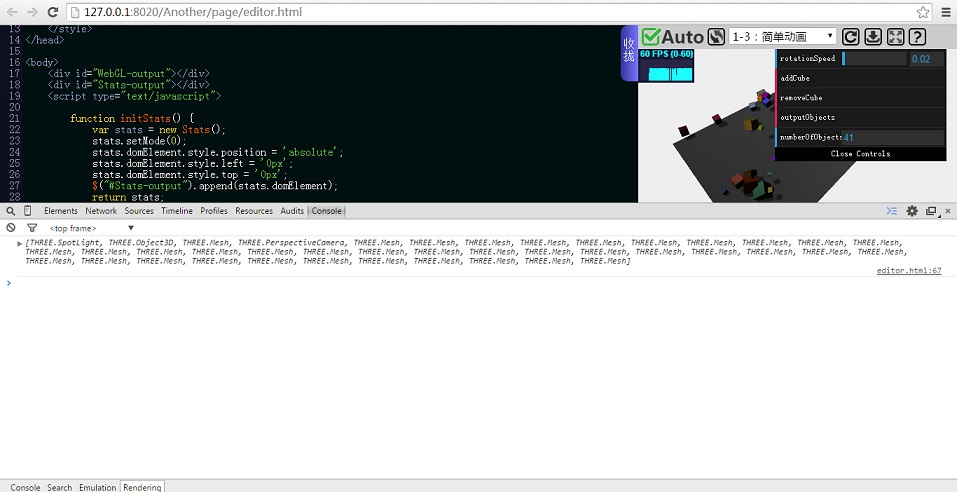 127.0.0.1:8020/Another/page/editor.html
13 </style>
14 </head>
15
16 <body>
17 <div id="WebGL-output"></div>
18 <div id="Stats-output"></div>
19 <script type="text/javascript">
20
21 function initStats() {
22 var stats = new Stats();
23 stats.setMode(0);
24 stats.domElement.style.position = 'absolute';
25 stats.domElement.style.left = '0px';
26 stats.domElement.style.top = '0px';
27 $("#Stats-output").append(stats.domElement);
28 return stats;
收拢
Auto 1-3：简单动画
60 FPS (0-60)
rotationSpeed 0.02
addCube
removeCube
outputObjects
numberOfObjects 41
Close Controls
Elements Network Sources Timeline Profiles Resources Audits Console
<top frame>
[THREE.SpotLight, THREE.Object3D, THREE.Mesh, THREE.PerspectiveCamera, THREE.Mesh, THREE.Mesh, THREE.Mesh, THREE.Mesh, THREE.Mesh, THREE.Mesh, THREE.Mesh, THREE.Mesh, THREE.Mesh, THREE.Mesh,
THREE.Mesh, THREE.Mesh, THREE.Mesh, THREE.Mesh, THREE.Mesh, THREE.Mesh, THREE.Mesh, THREE.Mesh, THREE.Mesh, THREE.Mesh, THREE.Mesh, THREE.Mesh, THREE.Mesh, THREE.Mesh, THREE.Mesh, THREE.Mesh,
THREE.Mesh, THREE.Mesh, THREE.Mesh, THREE.Mesh, THREE.Mesh, THREE.Mesh, THREE.Mesh, THREE.Mesh, THREE.Mesh, THREE.Mesh, THREE.Mesh]
editor.html:67
Console Search Emulation Rendering